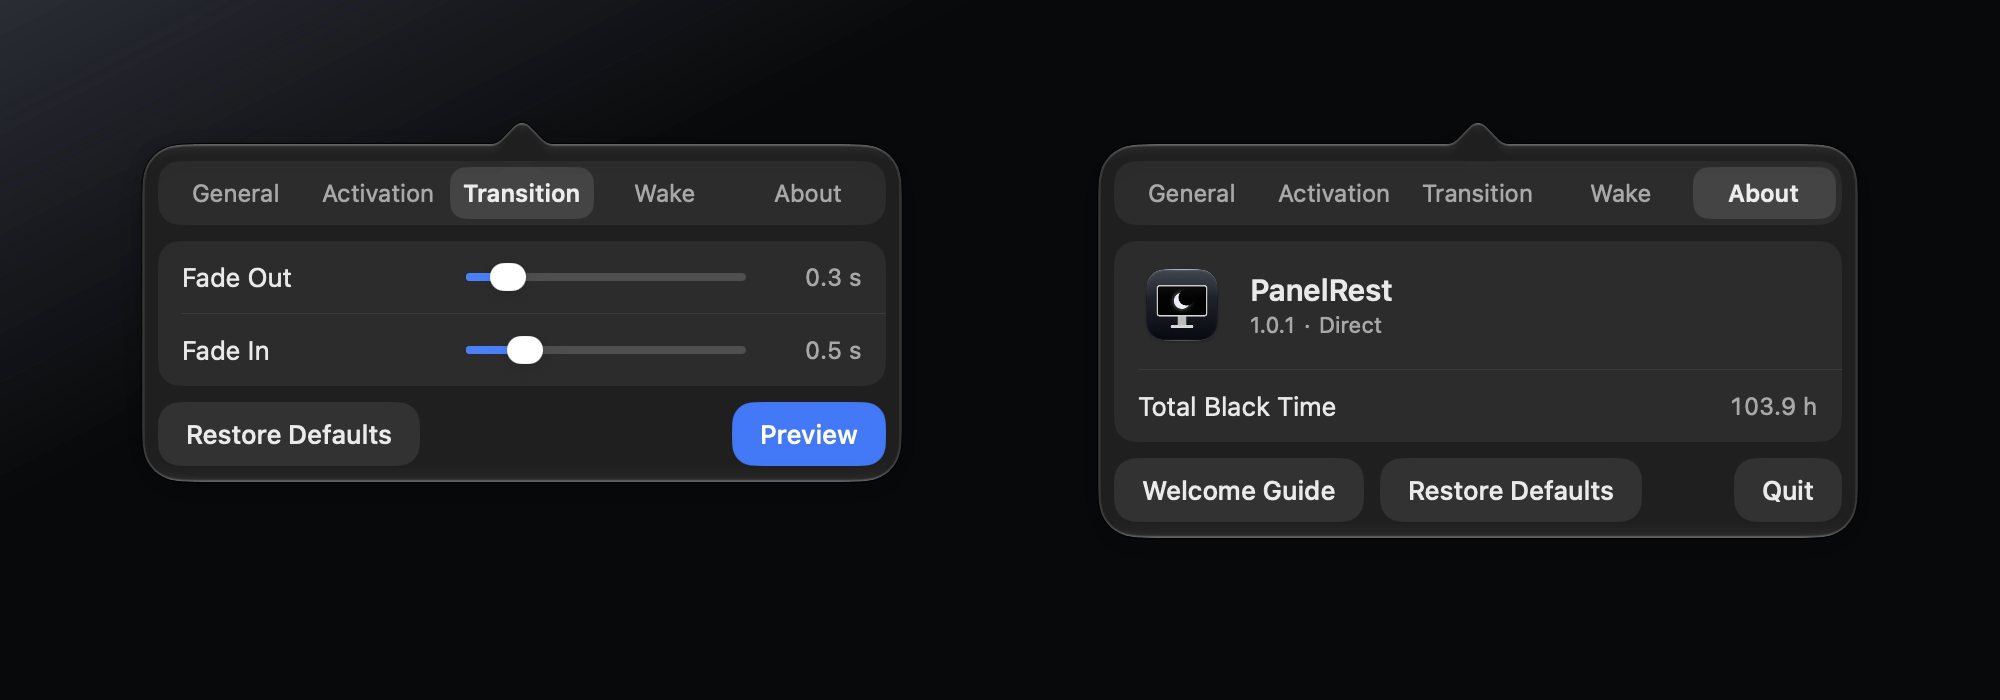 General Activation Transition Wake About
Fade Out 0.3 s
Fade In 0.5 s
Restore Defaults Preview
General Activation Transition Wake About
PanelRest
1.0.1 · Direct
Total Black Time 103.9 h
Welcome Guide Restore Defaults Quit